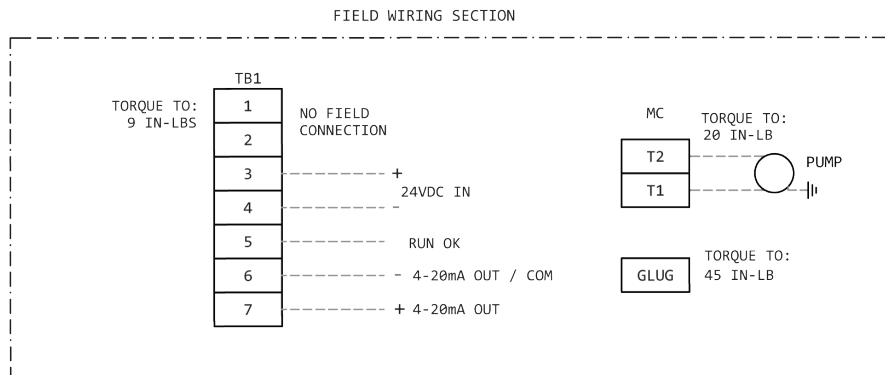 FIELD WIRING SECTION
TB1
TORQUE TO:
9 IN-LBS
1
2
3
4
5
6
7
NO FIELD
CONNECTION
+
24VDC IN
-
RUN OK
- 4-20mA OUT / COM
+ 4-20mA OUT
MC
TORQUE TO:
20 IN-LB
T2
T1
PUMP
GLUG
TORQUE TO:
45 IN-LB